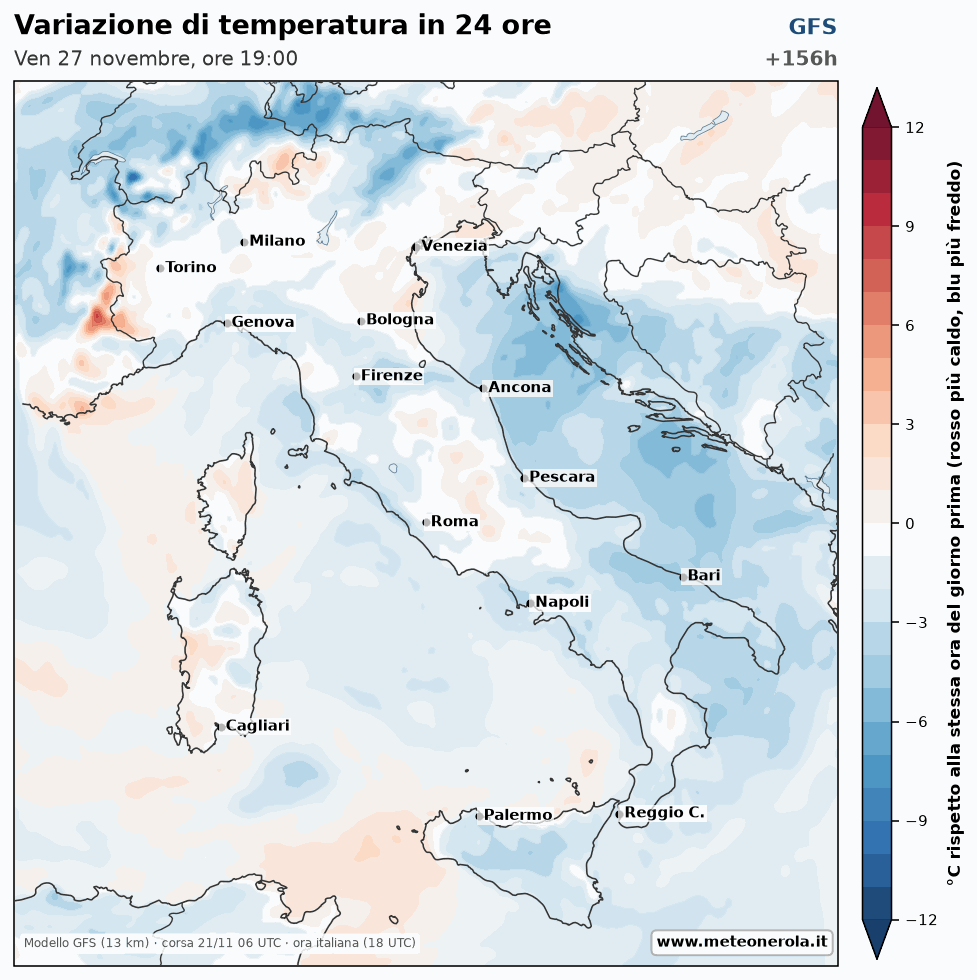 Variazione di temperatura in 24 ore
GFS
Ven 27 novembre, ore 19:00
+156h
Milano
Venezia
Torino
Genova
Bologna
Firenze
Ancona
Pescara
Roma
Bari
Napoli
Cagliari
Palermo
Reggio C.
12
9
6
3
0
−3
−6
−9
−12
°C rispetto alla stessa ora del giorno prima (rosso più caldo, blu più freddo)
Modello GFS (13 km) · corsa 21/11 06 UTC · ora italiana (18 UTC)
www.meteonerola.it